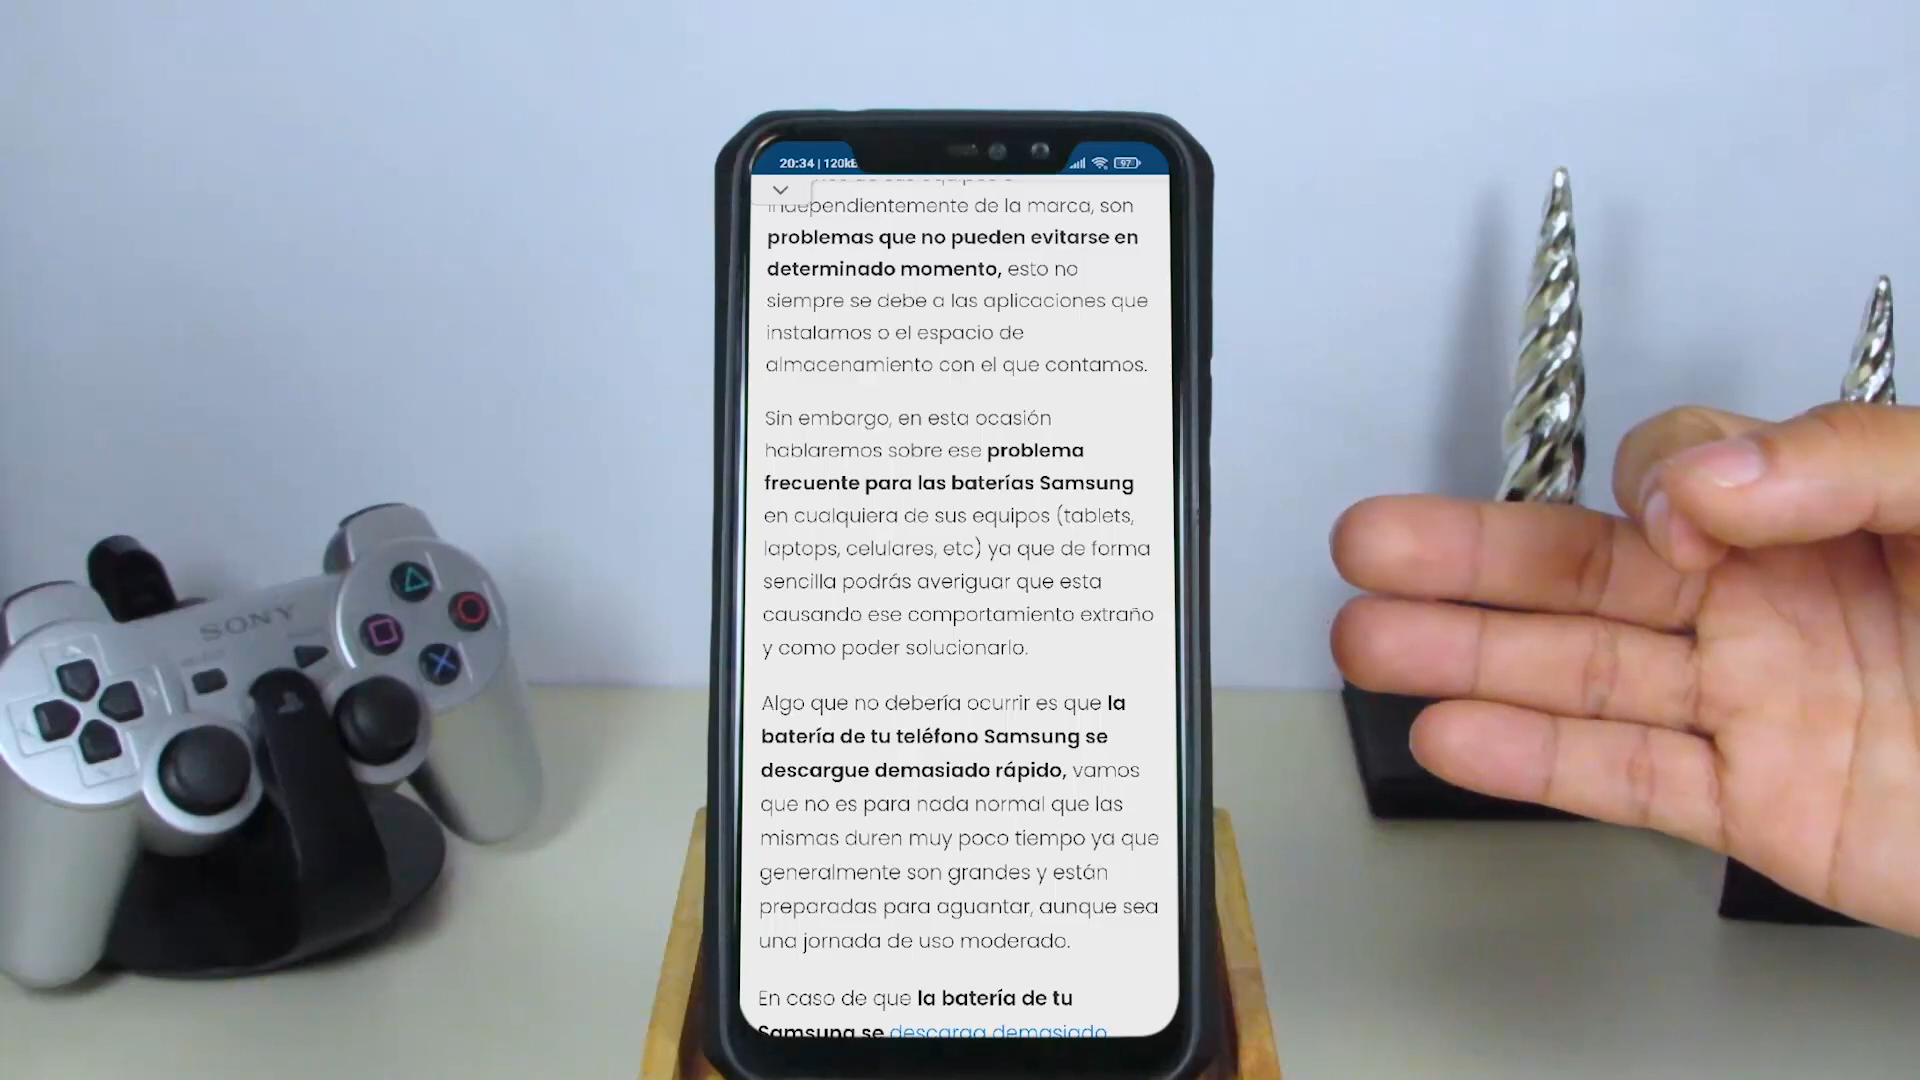 20:34 | 120kB
97
independientemente de la marca, son
problemas que no pueden evitarse en
determinado momento, esto no
siempre se debe a las aplicaciones que
instalamos o el espacio de
almacenamiento con el que contamos.
Sin embargo, en esta ocasión
hablaremos sobre ese problema
frecuente para las baterías Samsung
en cualquiera de sus equipos (tablets,
laptops, celulares, etc) ya que de forma
sencilla podrás averiguar que esta
causando ese comportamiento extraño
y como poder solucionarlo.
Algo que no debería ocurrir es que la
batería de tu teléfono Samsung se
descargue demasiado rápido, vamos
que no es para nada normal que las
mismas duren muy poco tiempo ya que
generalmente son grandes y están
preparadas para aguantar, aunque sea
una jornada de uso moderado.
En caso de que la batería de tu
Samsung se descarga demasiado
SONY